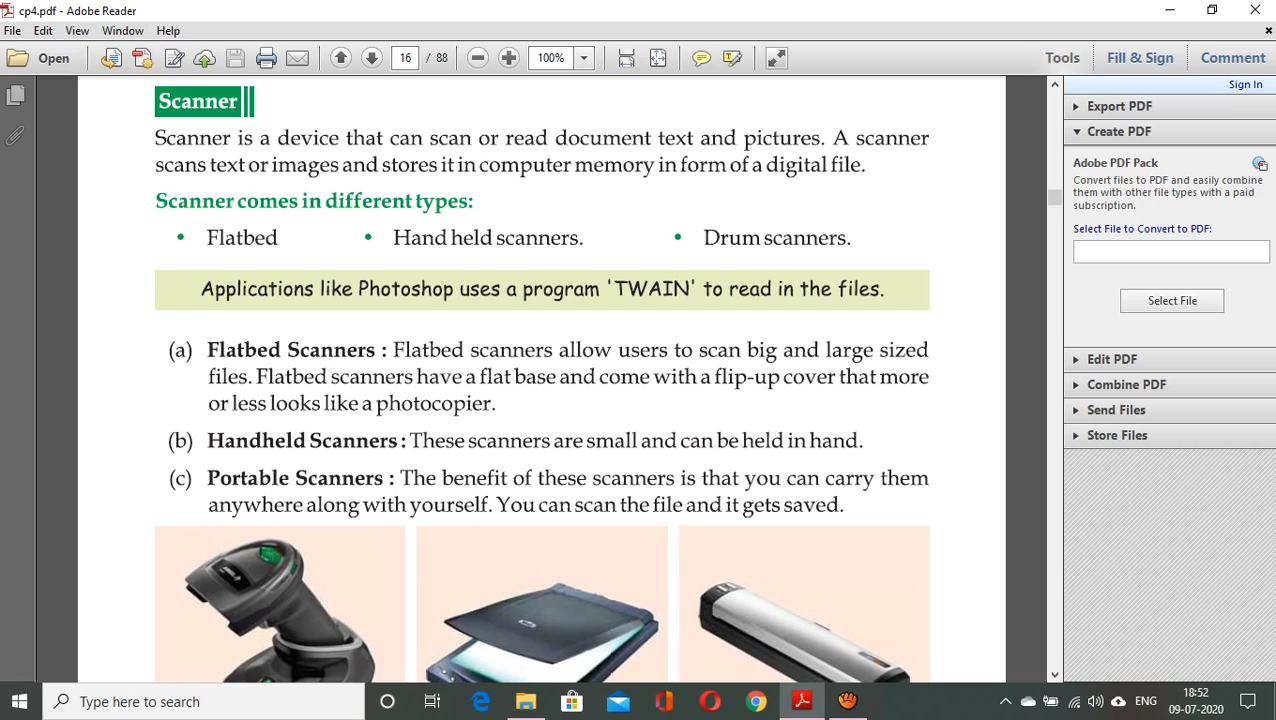 cp4.pdf - Adobe Reader
File Edit View Window Help
Open 16 / 88 100% Tools Fill & Sign Comment
Sign In
Scanner
Scanner is a device that can scan or read document text and pictures. A scanner
scans text or images and stores it in computer memory in form of a digital file.
Scanner comes in different types:
• Flatbed • Hand held scanners. • Drum scanners.
Applications like Photoshop uses a program 'TWAIN' to read in the files.
(a) Flatbed Scanners : Flatbed scanners allow users to scan big and large sized
files. Flatbed scanners have a flat base and come with a flip-up cover that more
or less looks like a photocopier.
(b) Handheld Scanners : These scanners are small and can be held in hand.
(c) Portable Scanners : The benefit of these scanners is that you can carry them
anywhere along with yourself. You can scan the file and it gets saved.
Export PDF
Create PDF
Adobe PDF Pack
Convert files to PDF and easily combine
them with other file types with a paid
subscription.
Select File to Convert to PDF:
Select File
Edit PDF
Combine PDF
Send Files
Store Files
Type here to search
ENG
18:52
09-07-2020